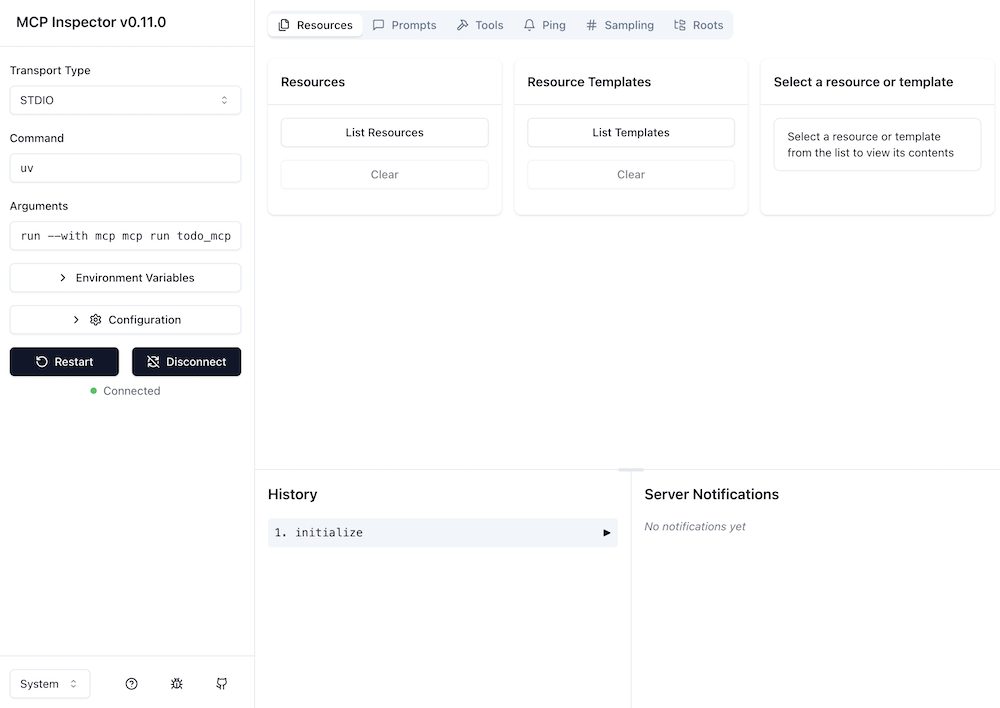 MCP Inspector v0.11.0
Transport Type
STDIO
Command
uv
Arguments
run --with mcp mcp run todo_mcp
Environment Variables
Configuration
Restart
Disconnect
Connected
System
Resources
Prompts
Tools
Ping
Sampling
Roots
Resources
List Resources
Clear
Resource Templates
List Templates
Clear
Select a resource or template
Select a resource or template
from the list to view its contents
History
1. initialize
Server Notifications
No notifications yet